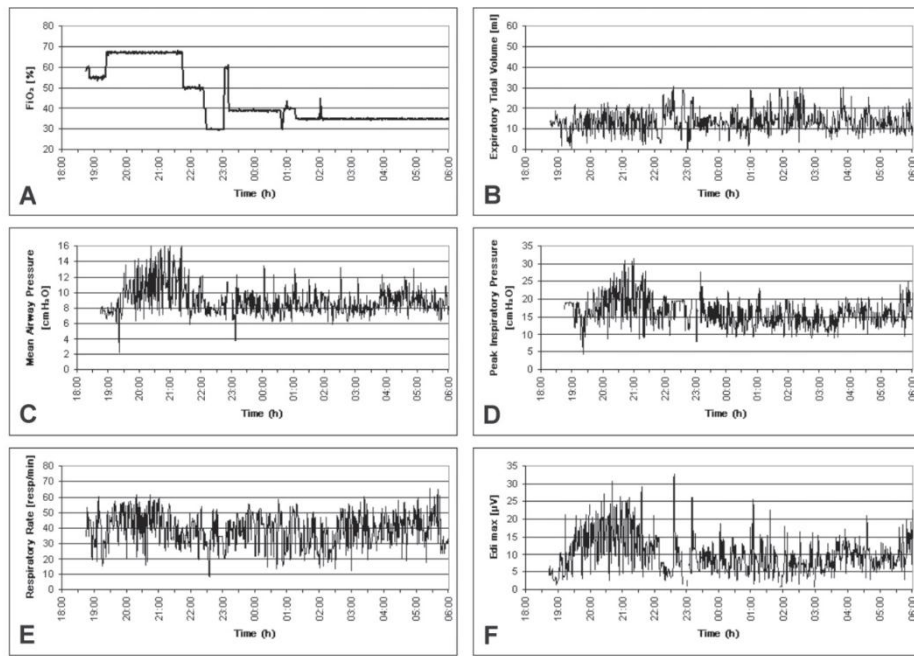 FiO₂ [%]
80
70
60
50
40
30
20
18:00 19:00 20:00 21:00 22:00 23:00 00:00 01:00 02:00 03:00 04:00 05:00 06:00
Time (h)
A
Expiratory Tidal Volume [ml]
60
50
40
30
20
10
0
18:00 19:00 20:00 21:00 22:00 23:00 00:00 01:00 02:00 03:00 04:00 05:00 06:00
Time (h)
B
Mean Airway Pressure
[cm H₂O]
16
14
12
10
8
6
4
2
0
18:00 19:00 20:00 21:00 22:00 23:00 00:00 01:00 02:00 03:00 04:00 05:00 06:00
Time (h)
C
Peak Inspiratory Pressure
[cm H₂O]
35
30
25
20
15
10
5
0
18:00 19:00 20:00 21:00 22:00 23:00 00:00 01:00 02:00 03:00 04:00 05:00 06:00
Time (h)
D
Respiratory Rate [resp/min]
80
70
60
50
40
30
20
10
0
18:00 19:00 20:00 21:00 22:00 23:00 00:00 01:00 02:00 03:00 04:00 05:00 06:00
Time (h)
E
Edi max [µV]
35
30
25
20
15
10
5
0
18:00 19:00 20:00 21:00 22:00 23:00 00:00 01:00 02:00 03:00 04:00 05:00 06:00
Time (h)
F